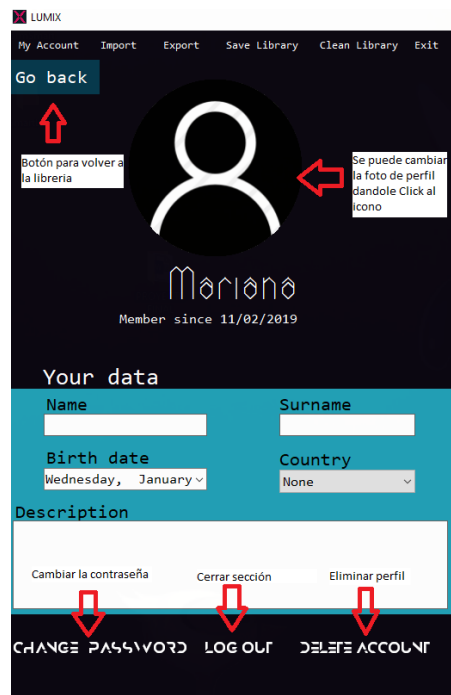 LUMIX
My Account Import Export Save Library Clean Library Exit
Go back
Botón para volver a
la libreria
Se puede cambiar
la foto de perfil
dandole Click al
icono
Mariana
Member since 11/02/2019
Your data
Name Surname
Birth date Country
Wednesday, January None
Description
Cambiar la contraseña Cerrar sección Eliminar perfil
CHANGE PASSWORD LOG OUT DELETE ACCOUNT